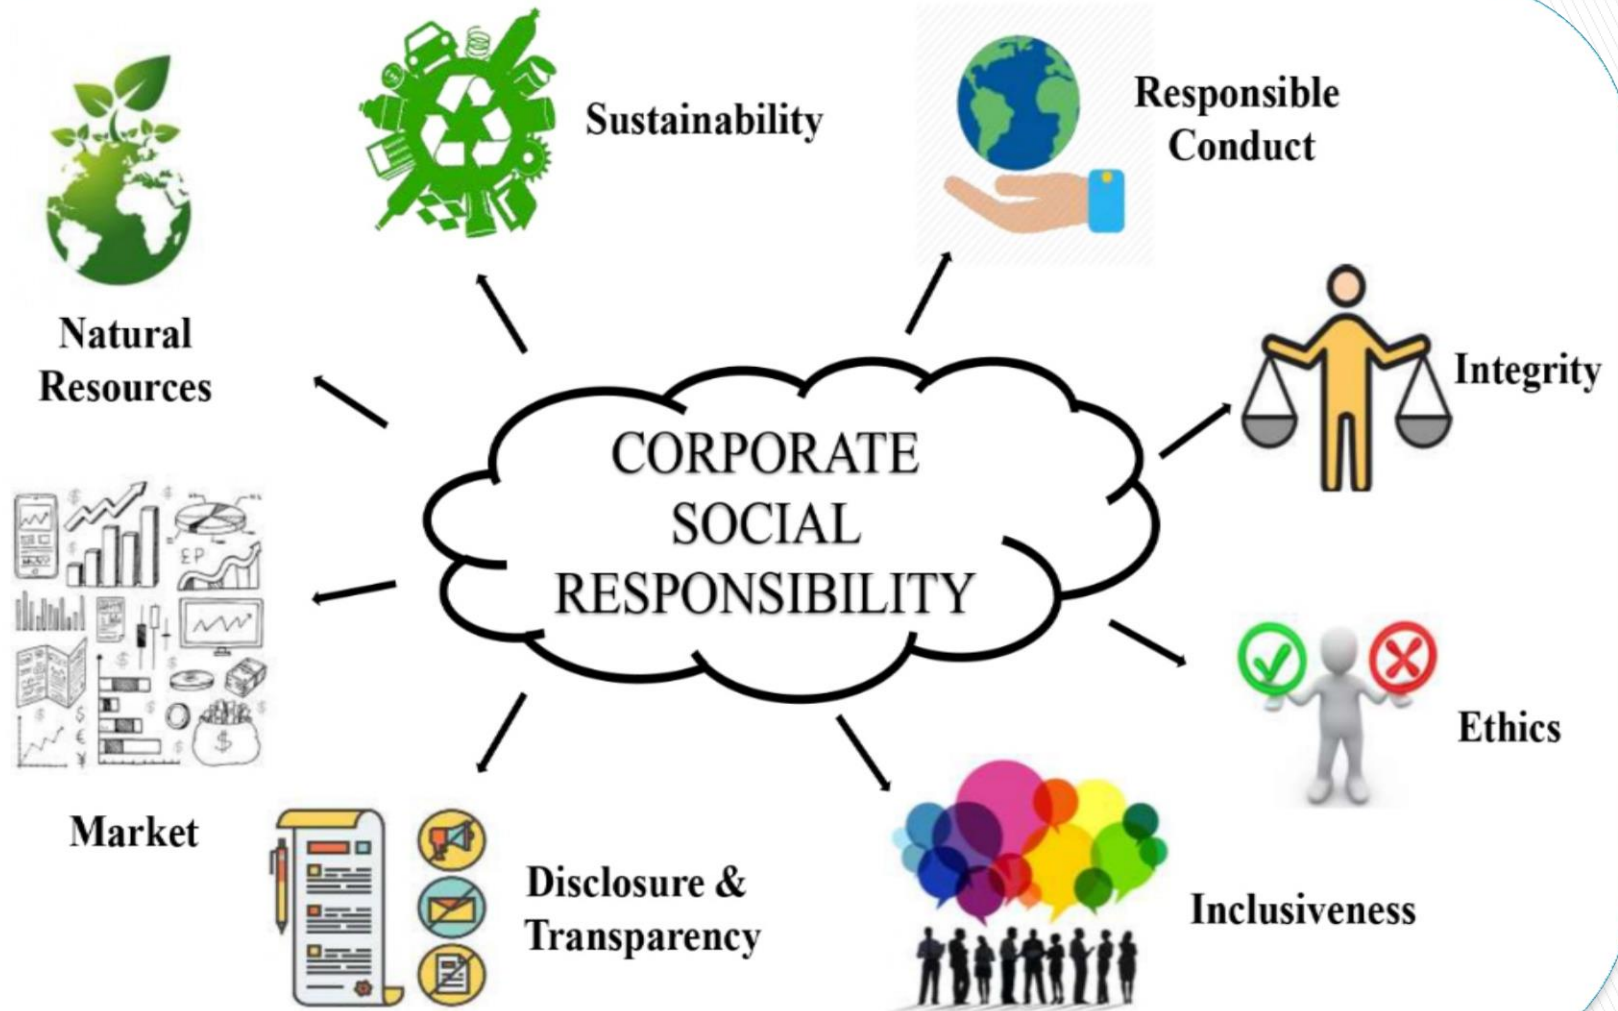 Sustainability
Responsible
Conduct
Natural
Resources
Integrity
CORPORATE
SOCIAL
RESPONSIBILITY
£P
Ethics
Market
Disclosure &
Transparency
Inclusiveness